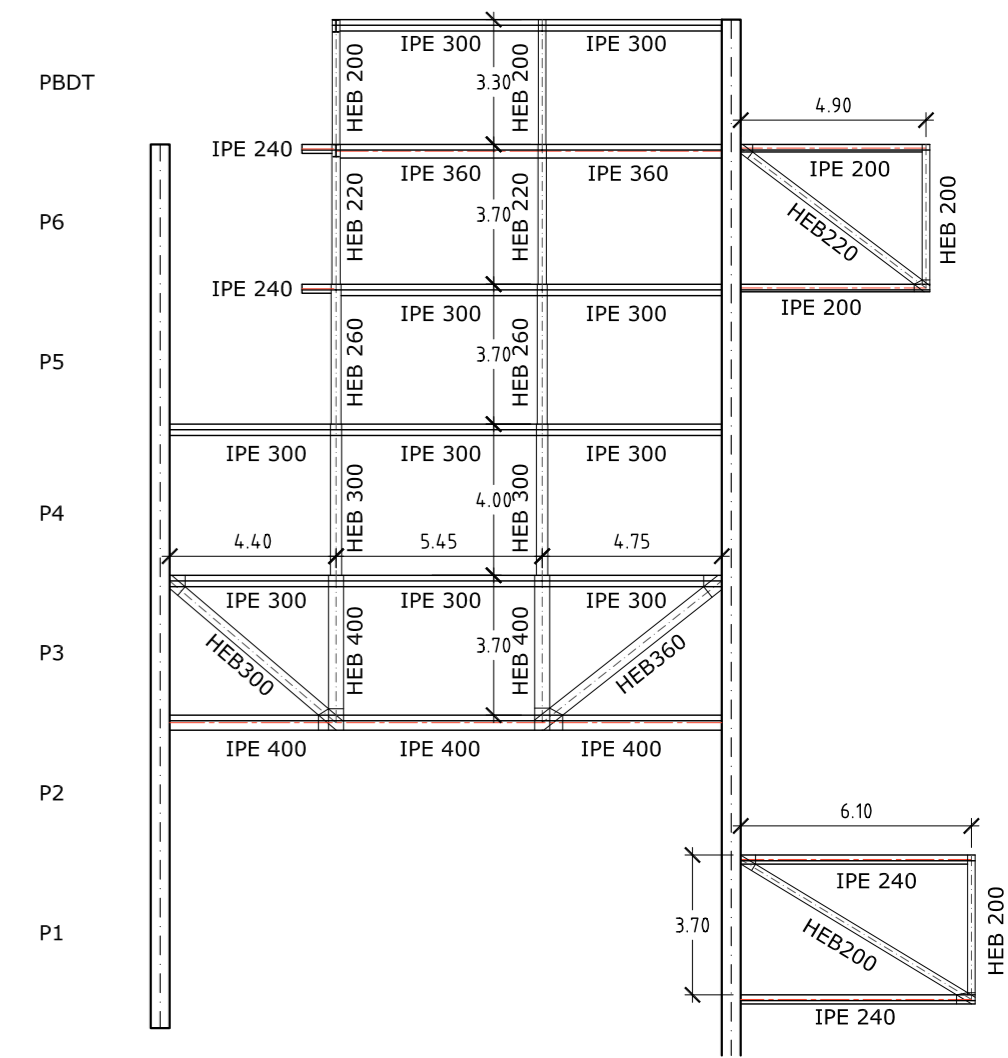 IPE 300 IPE 300
HEB 200 HEB 200
PBDT 3.30
4.90
IPE 240
IPE 360 IPE 360 IPE 200
HEB 220 HEB 220 HEB 200
P6 3.70 HEB220
IPE 240
IPE 300 IPE 300 IPE 200
HEB 260 HEB 260
P5 3.70
IPE 300 IPE 300 IPE 300
HEB 300 HEB 300
P4 4.00
4.40 5.45 4.75
IPE 300 IPE 300 IPE 300
HEB 400 HEB 400
P3 HEB300 3.70 HEB360
IPE 400 IPE 400 IPE 400
P2
6.10
IPE 240
HEB 200
P1 3.70 HEB200
IPE 240